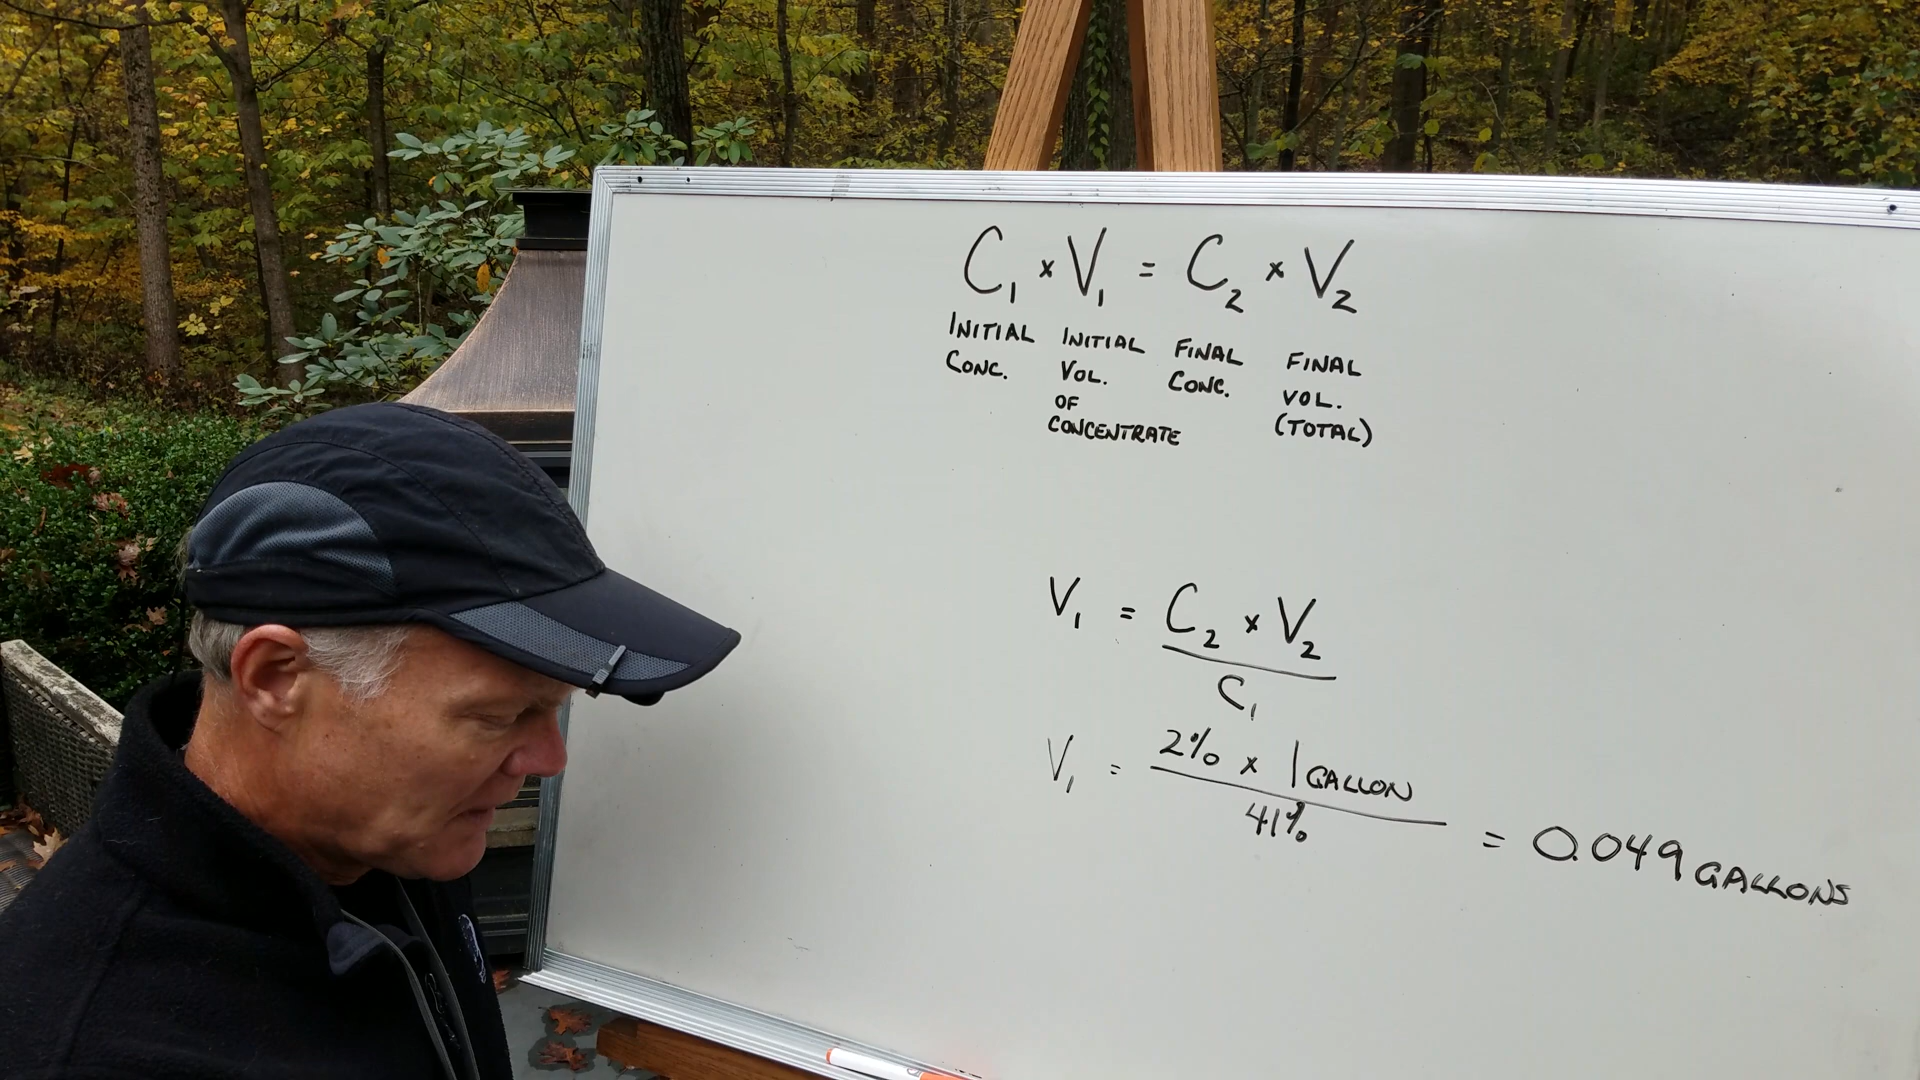 C₁ × V₁ = C₂ × V₂
INITIAL CONC.
INITIAL VOL. OF CONCENTRATE
FINAL CONC.
FINAL VOL. (TOTAL)
V₁ = C₂ × V₂ / C₁
V₁ = 2% × 1 GALLON / 41% = 0.049 GALLONS